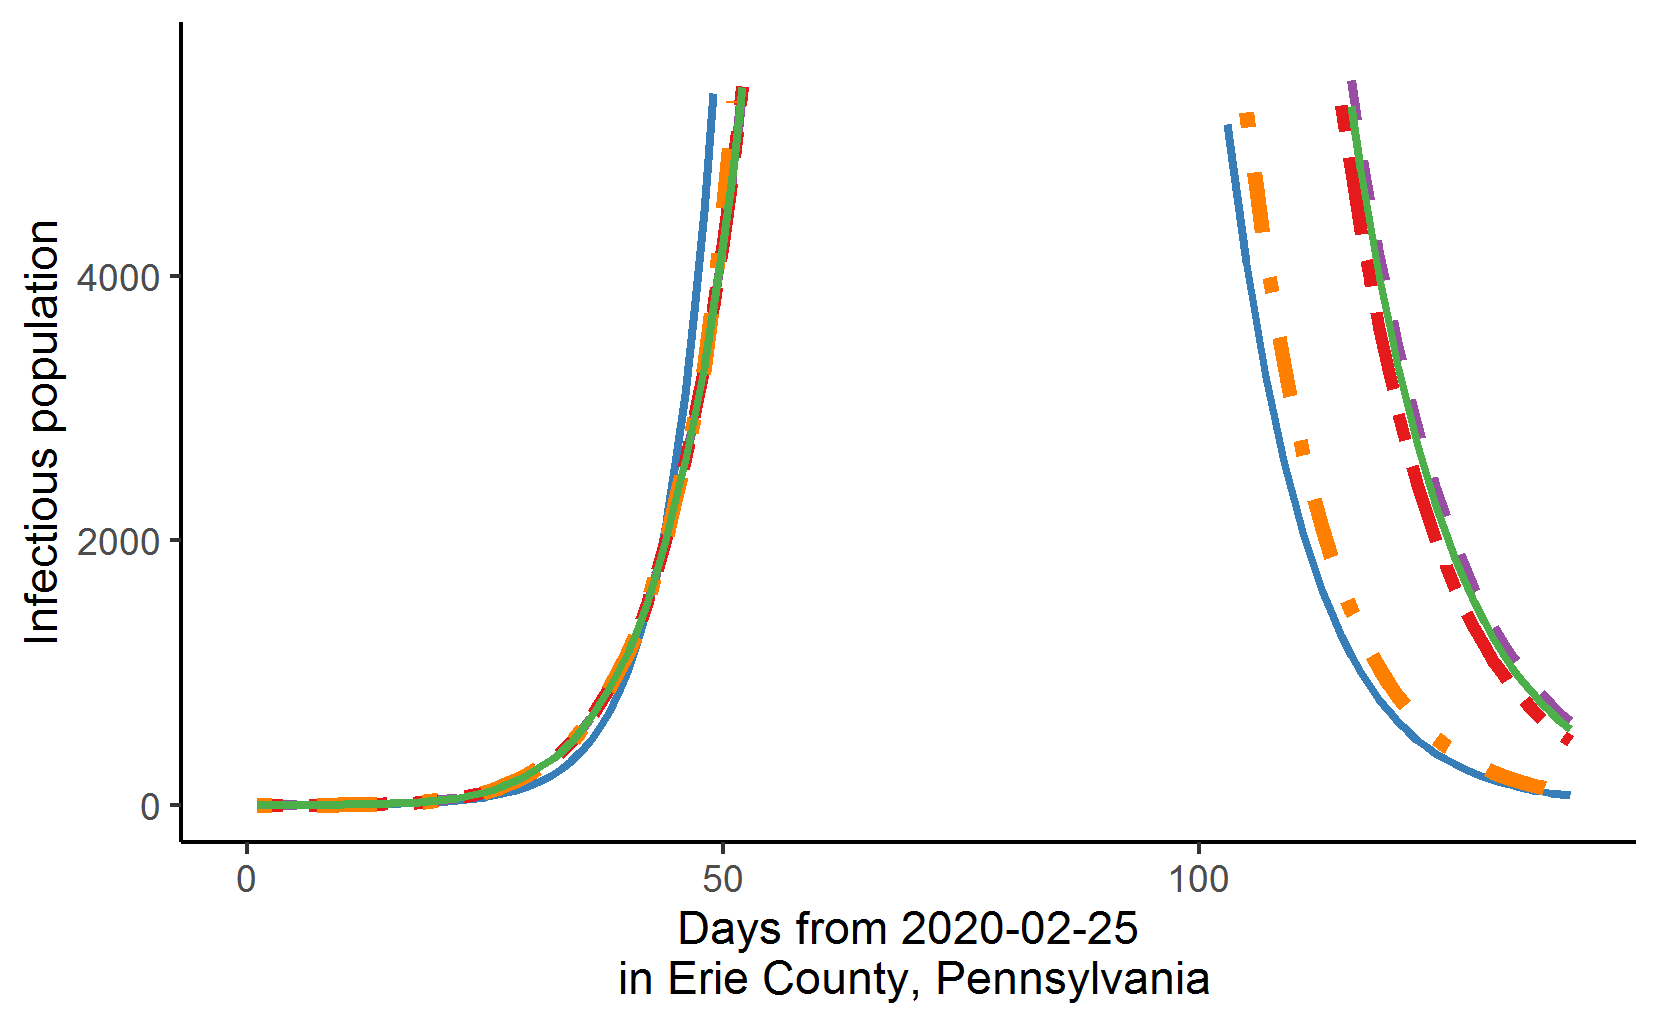 Infectious population
4000
2000
0
0 50 100
Days from 2020-02-25
in Erie County, Pennsylvania